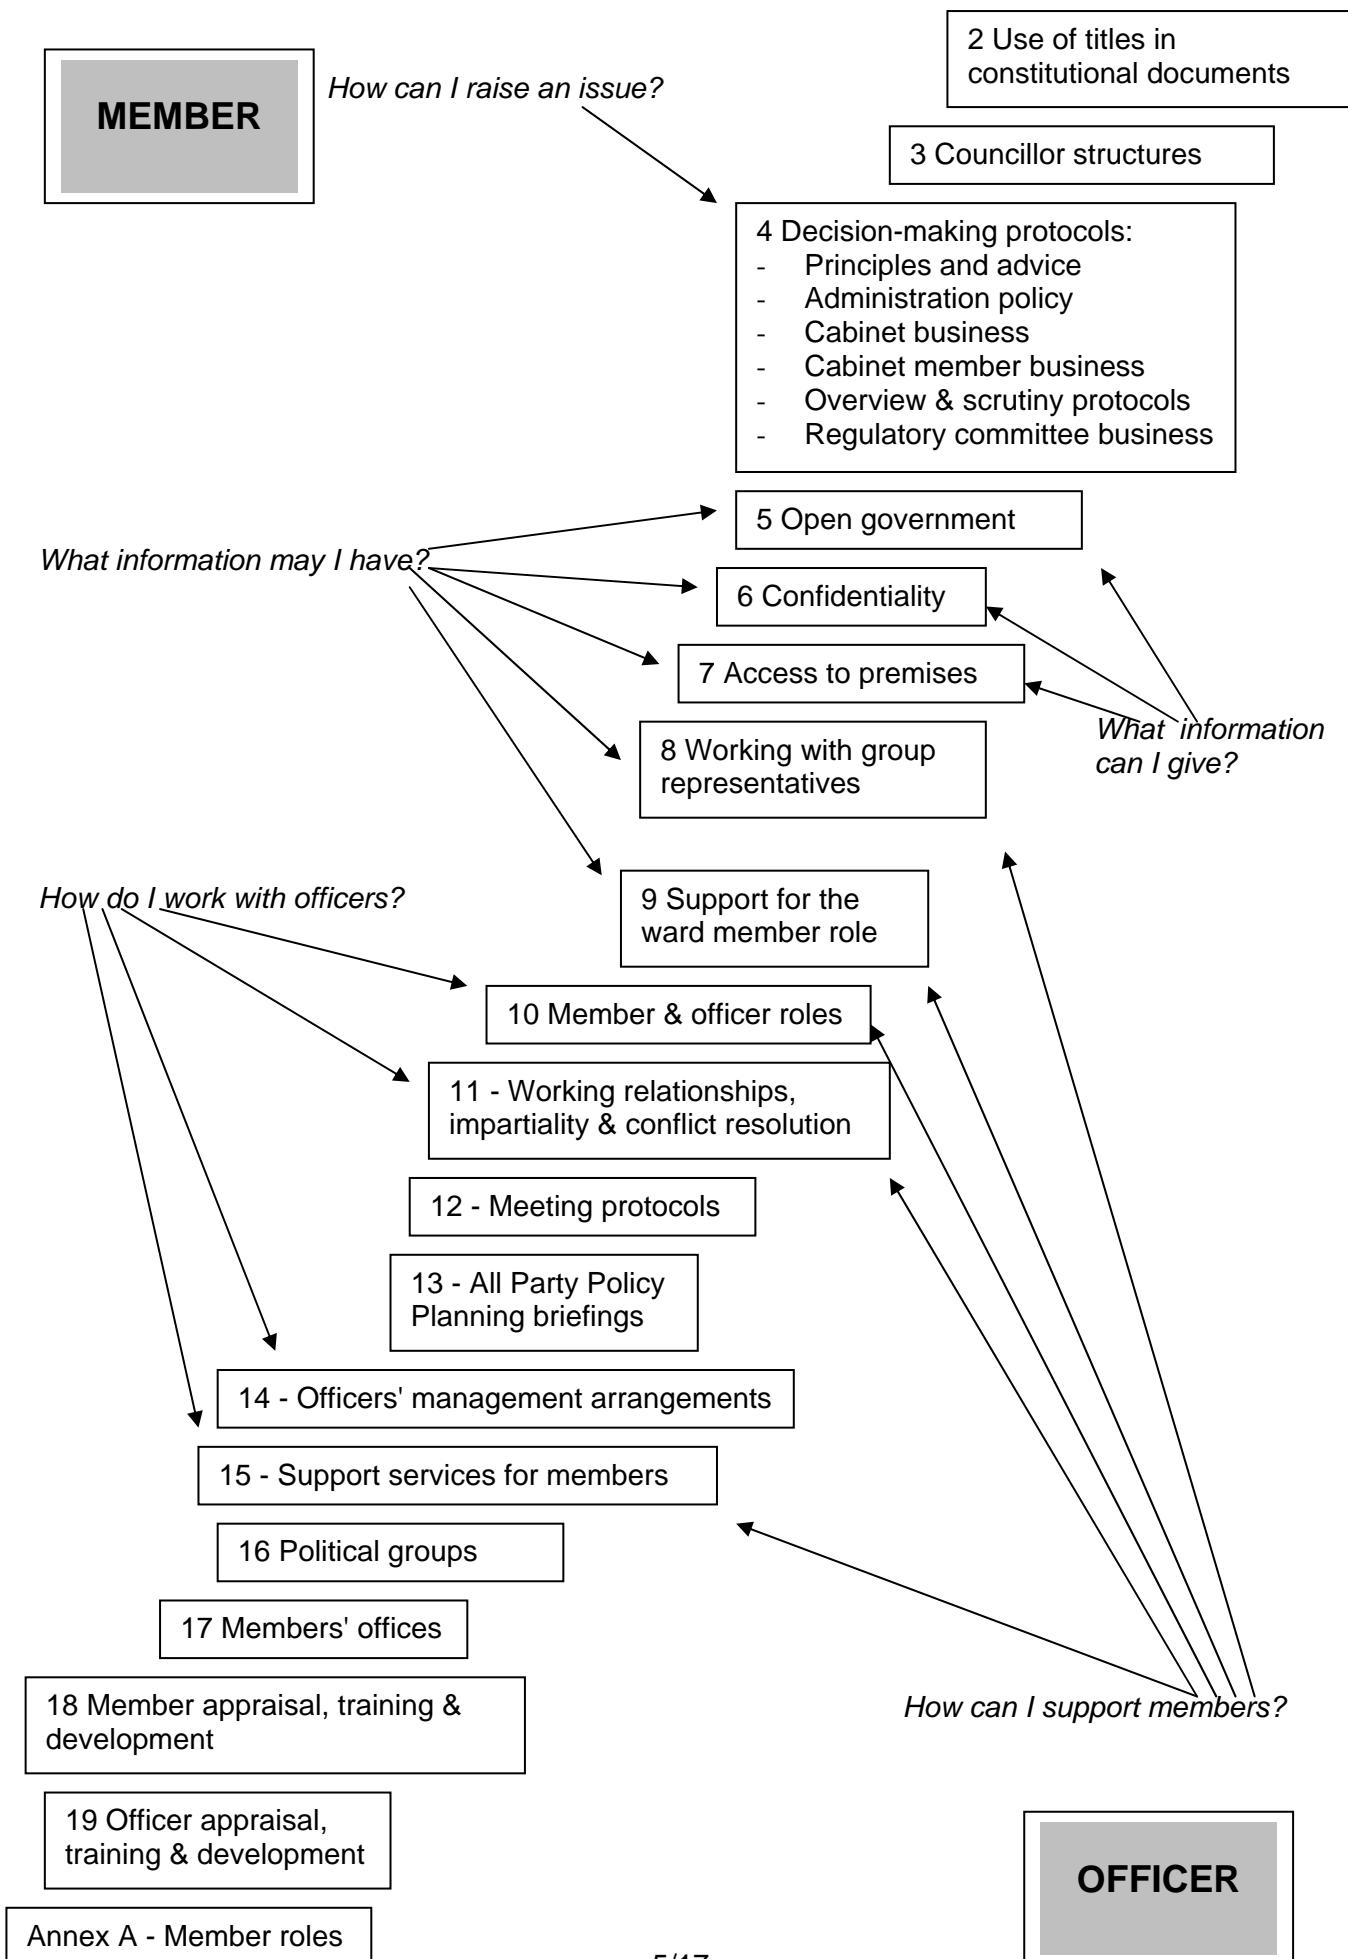 2 Use of titles in
constitutional documents
MEMBER
How can I raise an issue?
3 Councillor structures
4 Decision-making protocols:
- Principles and advice
- Administration policy
- Cabinet business
- Cabinet member business
- Overview & scrutiny protocols
- Regulatory committee business
5 Open government
What information may I have?
6 Confidentiality
7 Access to premises
What information
can I give?
8 Working with group
representatives
How do I work with officers?
9 Support for the
ward member role
10 Member & officer roles
11 - Working relationships,
impartiality & conflict resolution
12 - Meeting protocols
13 - All Party Policy
Planning briefings
14 - Officers' management arrangements
15 - Support services for members
16 Political groups
17 Members' offices
18 Member appraisal, training &
development
How can I support members?
19 Officer appraisal,
training & development
OFFICER
Annex A - Member roles
5/17